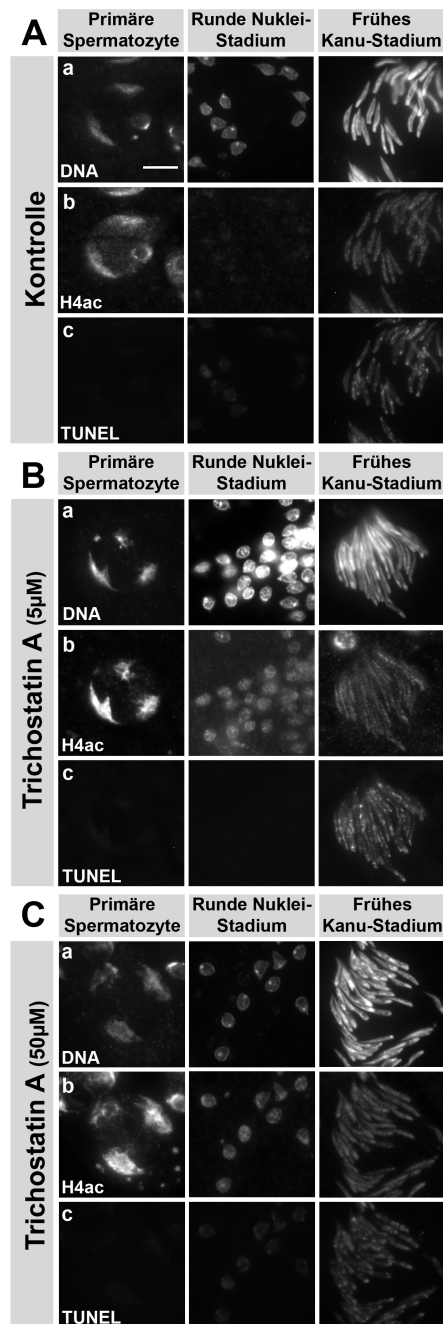 A
Primäre
Spermatozyte
Runde Nuklei-
Stadium
Frühes
Kanu-Stadium
Kontrolle
a
DNA
b
H4ac
c
TUNEL
B
Primäre
Spermatozyte
Runde Nuklei-
Stadium
Frühes
Kanu-Stadium
Trichostatin A (5µM)
a
DNA
b
H4ac
c
TUNEL
C
Primäre
Spermatozyte
Runde Nuklei-
Stadium
Frühes
Kanu-Stadium
Trichostatin A (50µM)
a
DNA
b
H4ac
c
TUNEL